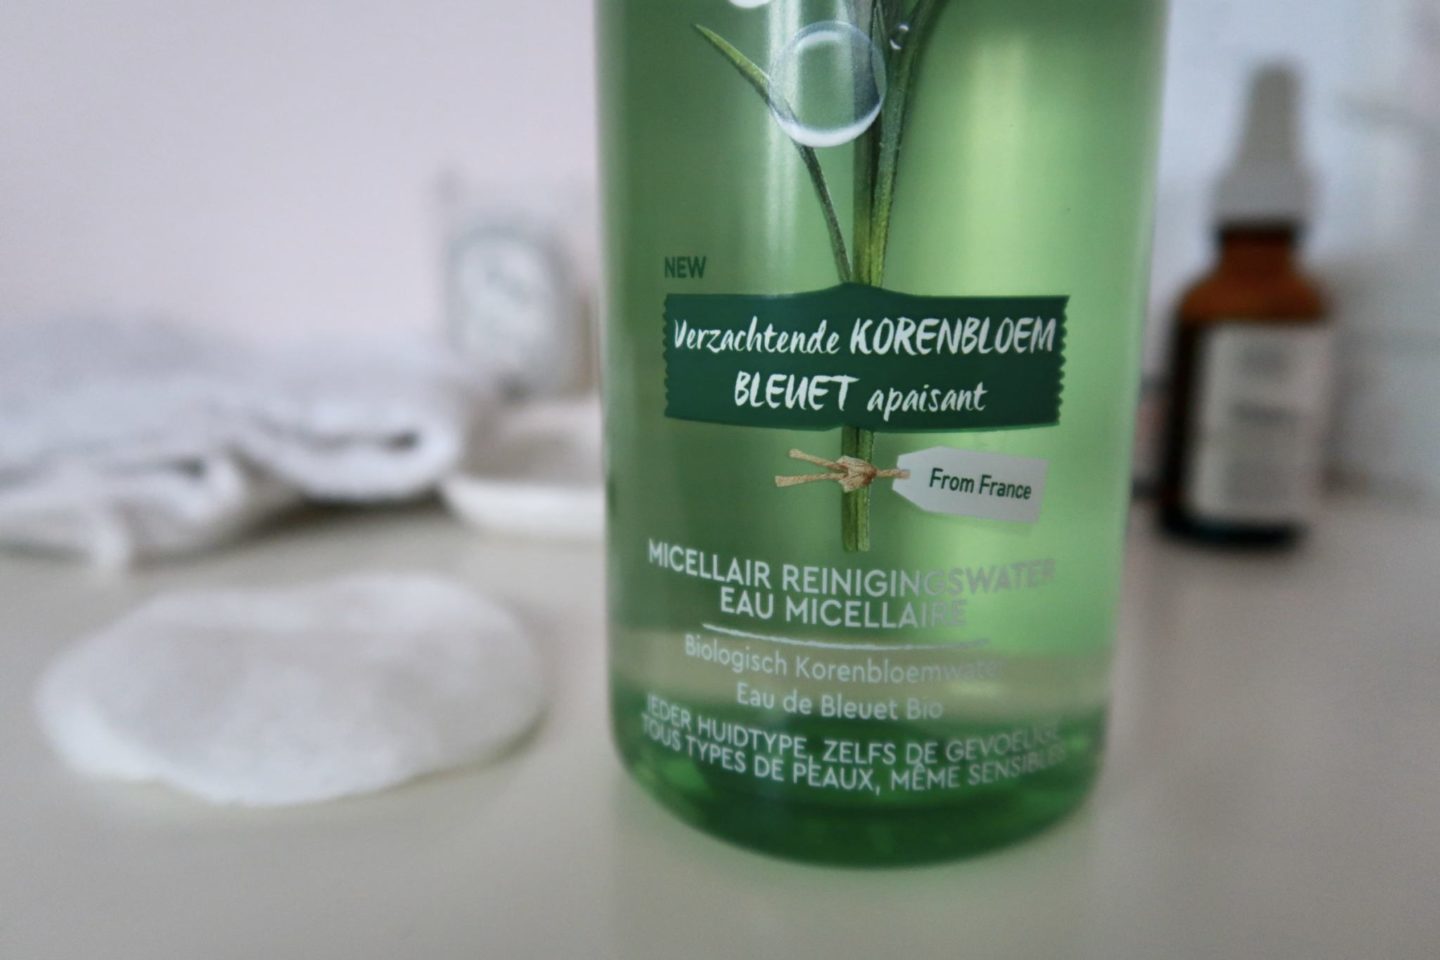 NEW
Verzachtende KORENBLOEM
BLEUET apaisant
From France
MICELLAIR REINIGINGSWATER
EAU MICELLAIRE
Biologisch Korenbloemwater
Eau de Bleuet Bio
IEDER HUIDTYPE, ZELFS DE GEVOELIGE
TOUS TYPES DE PEAUX, MÊME SENSIBLES